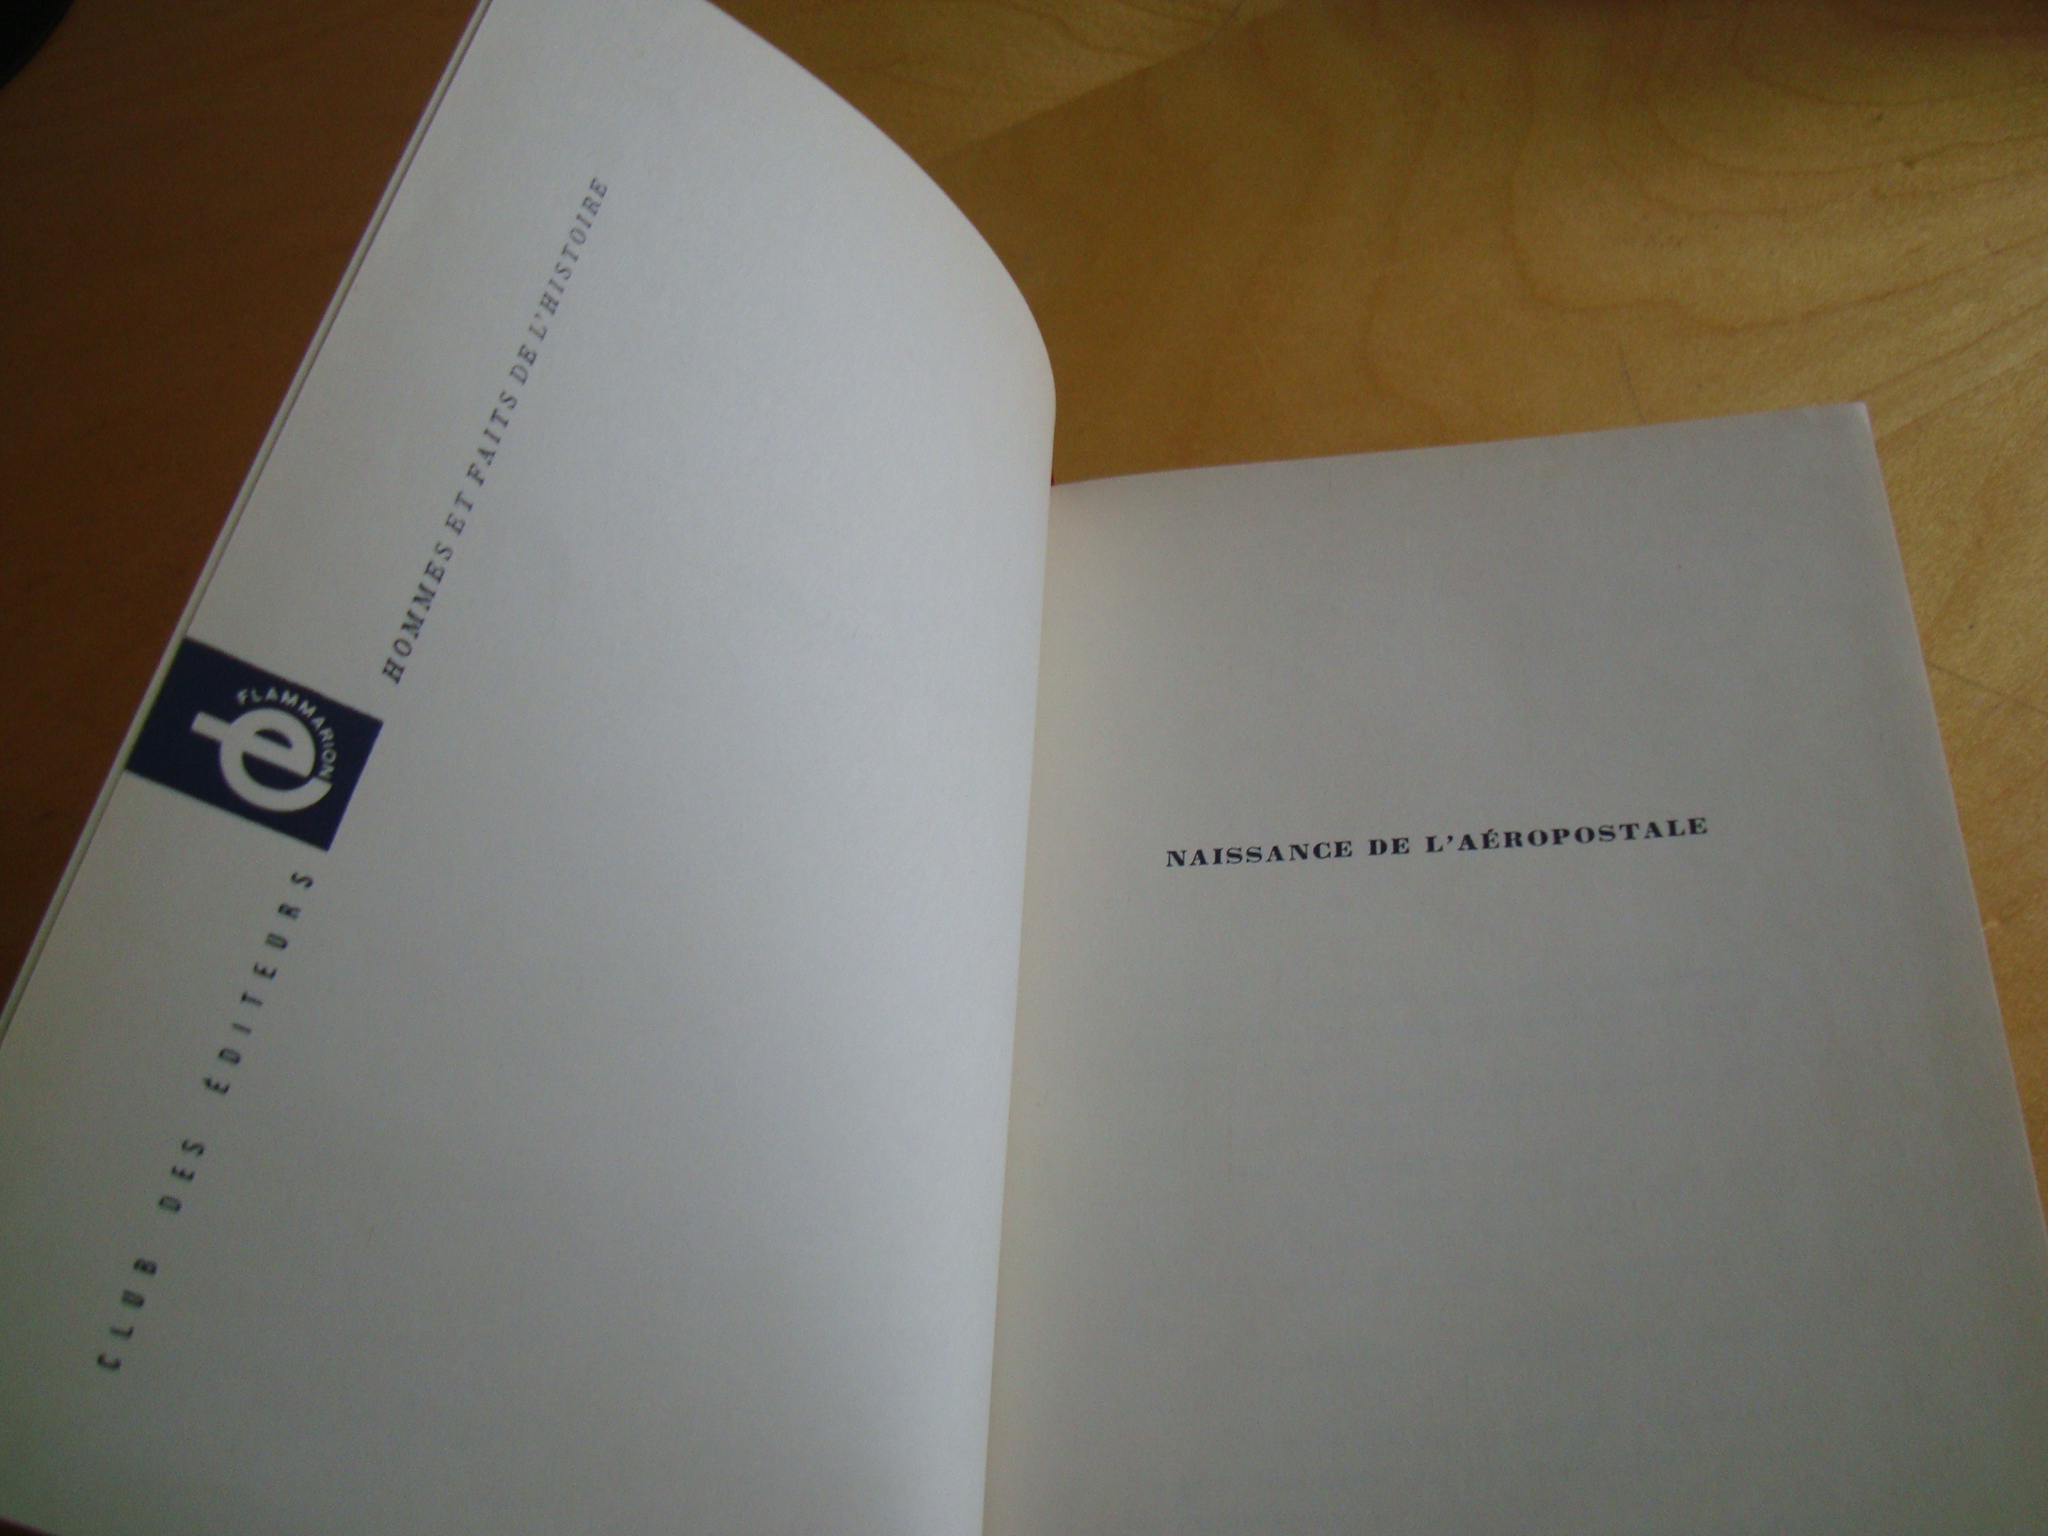 CLUB DES ÉDITEURS
FLAMMARION
é
HOMMES ET FAITS DE L'HISTOIRE
NAISSANCE DE L'AÉROPOSTALE